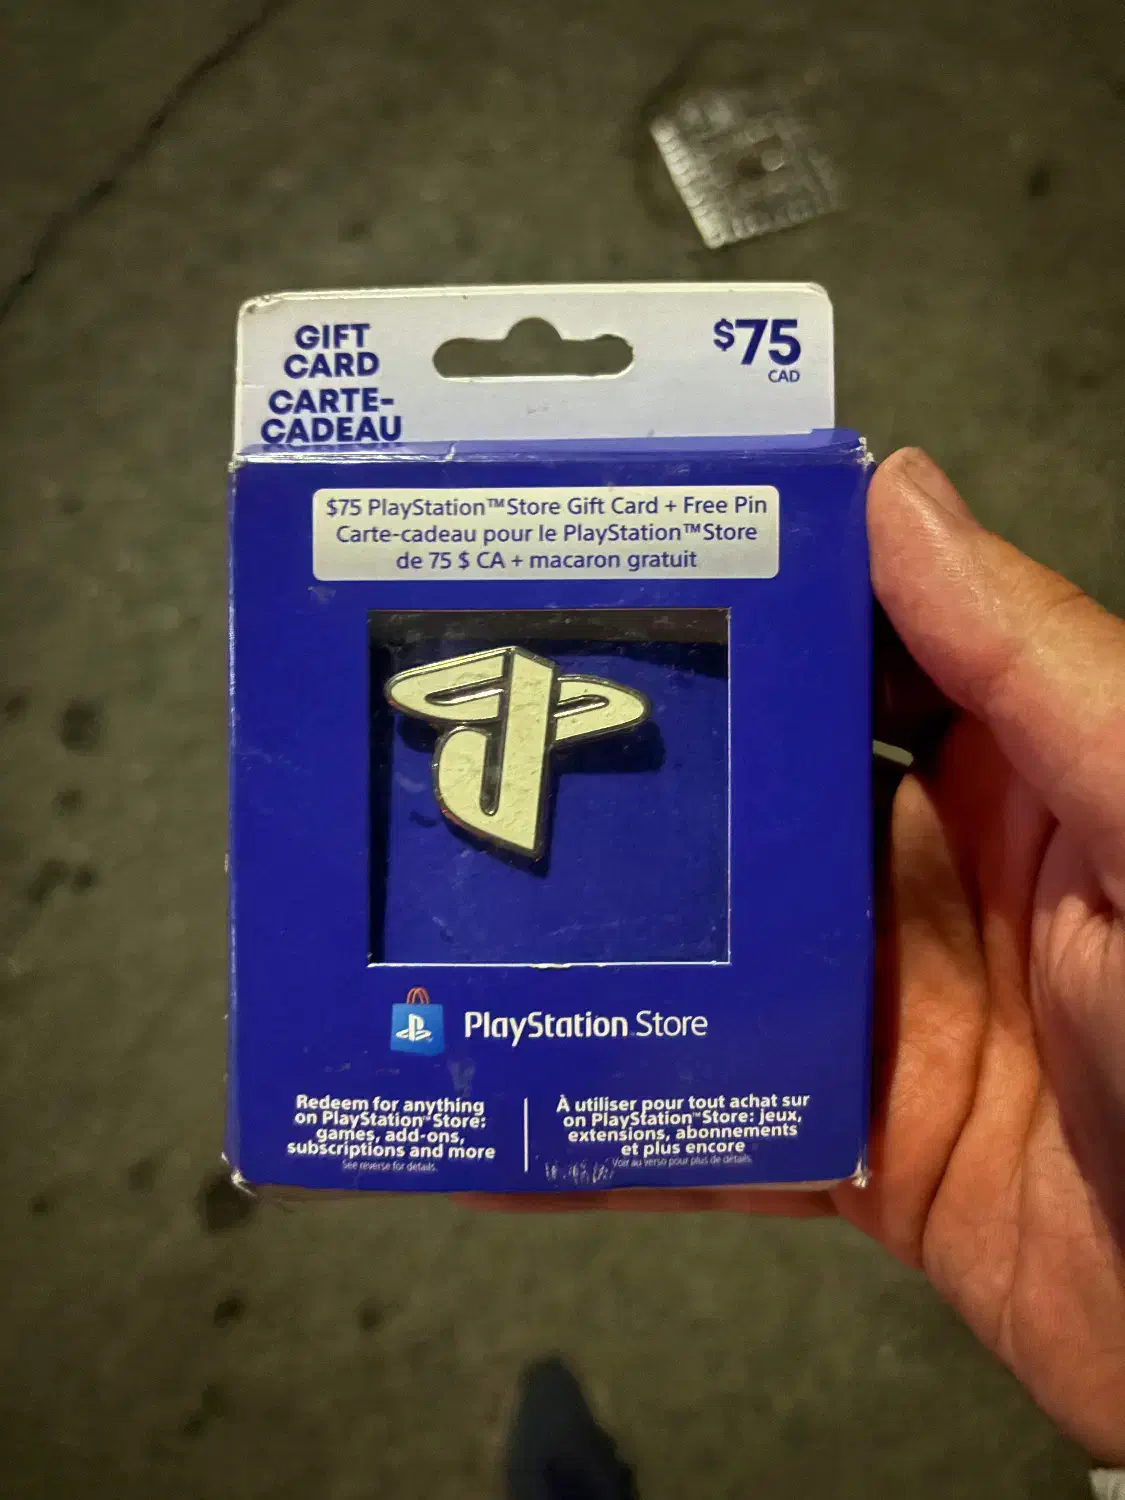 GIFT
CARD
CARTE-
CADEAU
$75
CAD
$75 PlayStation™Store Gift Card + Free Pin
Carte-cadeau pour le PlayStation™Store
de 75 $ CA + macaron gratuit
PlayStation Store
Redeem for anything
on PlayStation™Store:
games, add-ons,
subscriptions and more
See reverse for details.
À utiliser pour tout achat sur
on PlayStation™Store: jeux,
extensions, abonnements
et plus encore
Voir au verso pour plus de détails.